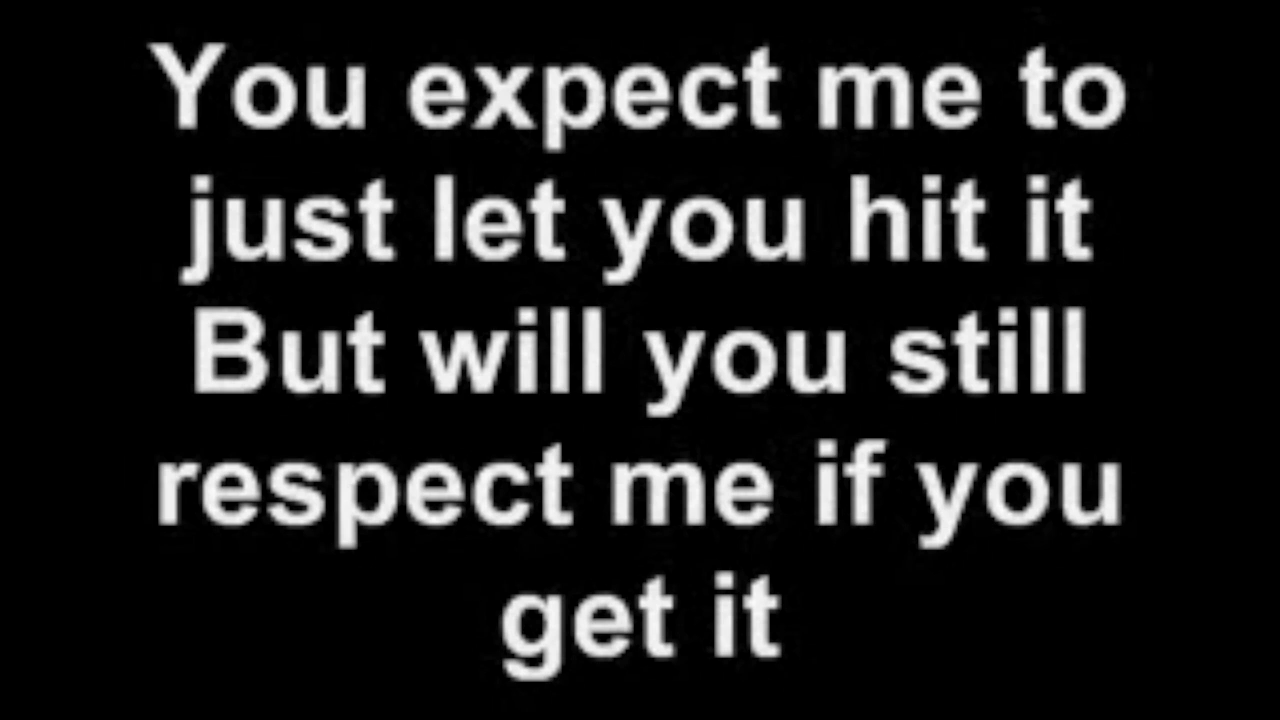 You expect me to
just let you hit it
But will you still
respect me if you
get it